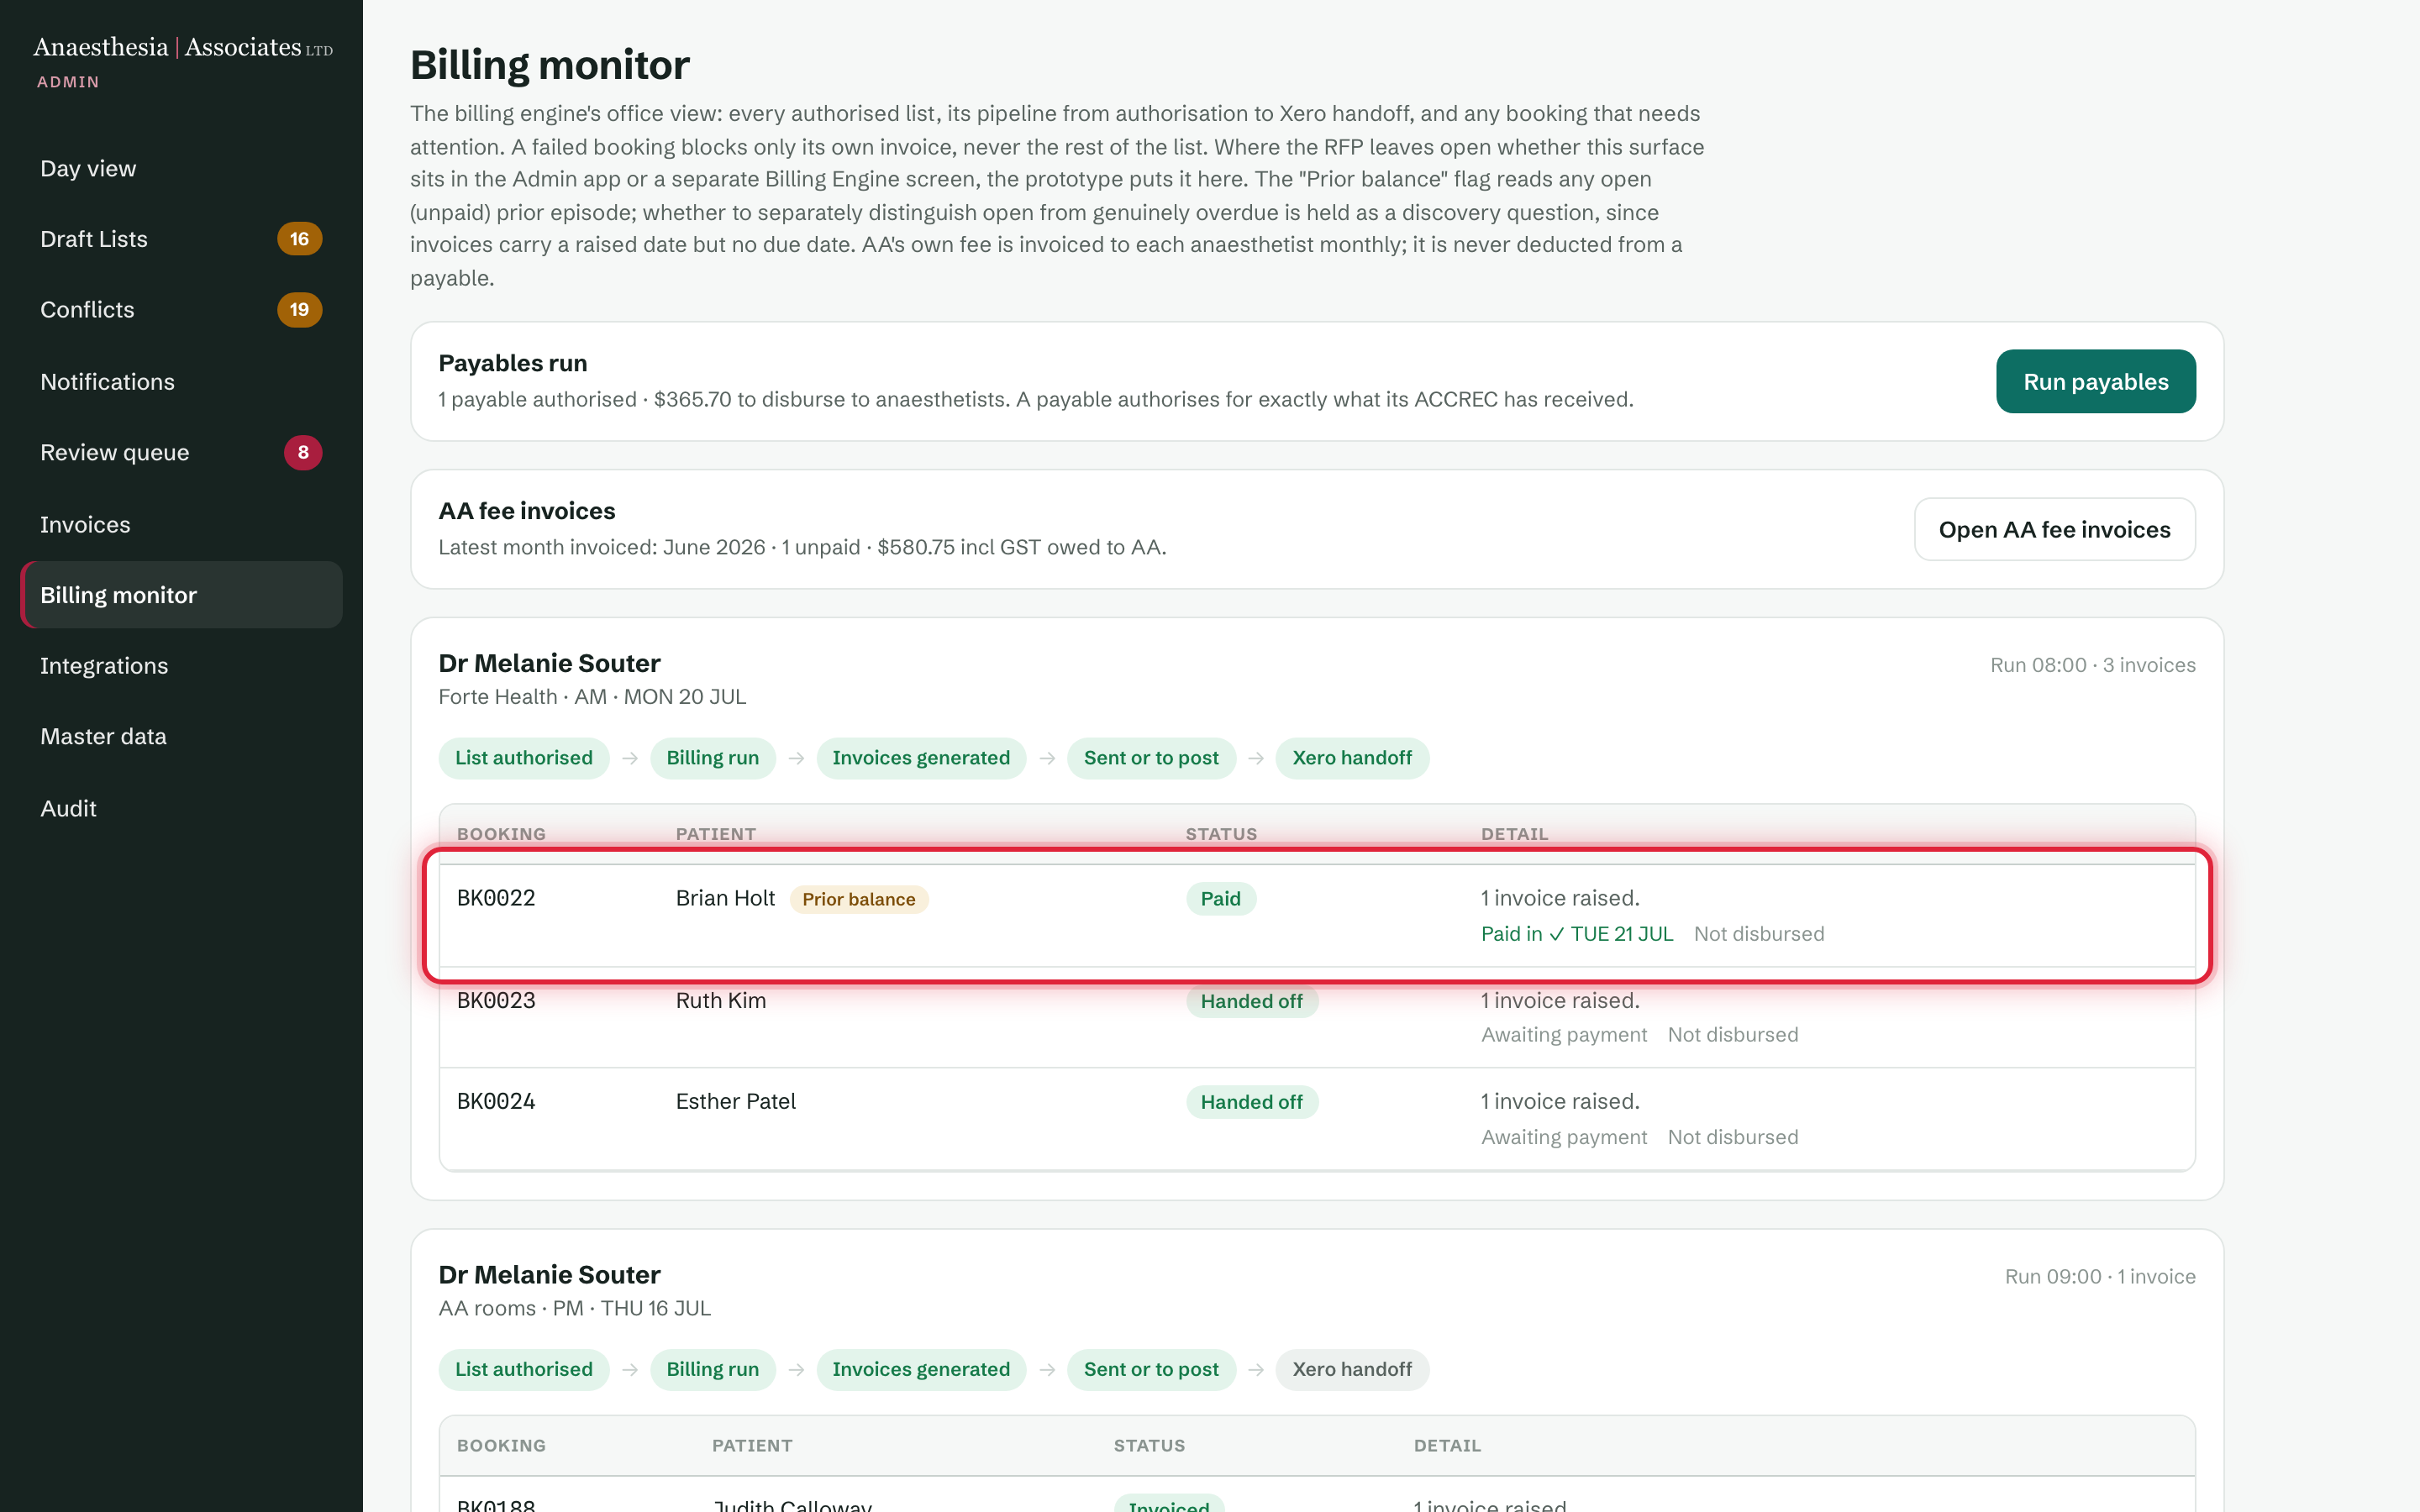 Anaesthesia | Associates LTD
ADMIN
Day view
Draft Lists 16
Conflicts 19
Notifications
Review queue 8
Invoices
Billing monitor
Integrations
Master data
Audit
Billing monitor
The billing engine's office view: every authorised list, its pipeline from authorisation to Xero handoff, and any booking that needs
attention. A failed booking blocks only its own invoice, never the rest of the list. Where the RFP leaves open whether this surface
sits in the Admin app or a separate Billing Engine screen, the prototype puts it here. The "Prior balance" flag reads any open
(unpaid) prior episode; whether to separately distinguish open from genuinely overdue is held as a discovery question, since
invoices carry a raised date but no due date. AA's own fee is invoiced to each anaesthetist monthly; it is never deducted from a
payable.
Payables run
1 payable authorised · $365.70 to disburse to anaesthetists. A payable authorises for exactly what its ACCREC has received.
Run payables
AA fee invoices
Latest month invoiced: June 2026 · 1 unpaid · $580.75 incl GST owed to AA.
Open AA fee invoices
Dr Melanie Souter
Run 08:00 · 3 invoices
Forte Health · AM · MON 20 JUL
List authorised → Billing run → Invoices generated → Sent or to post → Xero handoff
BOOKING PATIENT STATUS DETAIL
BK0022 Brian Holt Prior balance Paid 1 invoice raised.
Paid in ✓ TUE 21 JUL Not disbursed
BK0023 Ruth Kim Handed off 1 invoice raised.
Awaiting payment Not disbursed
BK0024 Esther Patel Handed off 1 invoice raised.
Awaiting payment Not disbursed
Dr Melanie Souter
Run 09:00 · 1 invoice
AA rooms · PM · THU 16 JUL
List authorised → Billing run → Invoices generated → Sent or to post → Xero handoff
BOOKING PATIENT STATUS DETAIL
BK0188 Judith Calloway Invoiced 1 invoice raised.